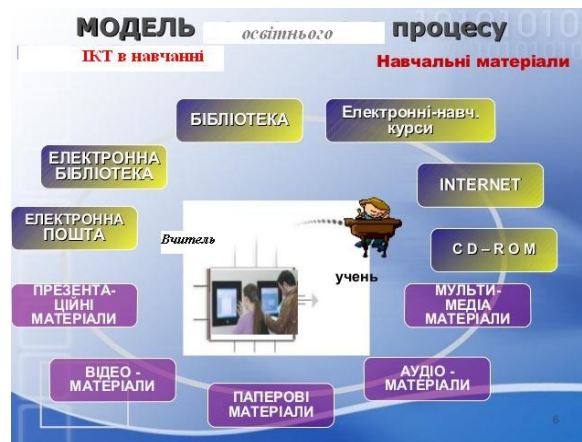 МОДЕЛЬ освітнього процесу
ІКТ в навчанні
Навчальні матеріали
БІБЛІОТЕКА
Електронні-навч.
курси
ЕЛЕКТРОННА
БІБЛІОТЕКА
INTERNET
ЕЛЕКТРОННА
ПОШТА
Вчитель
учень
C D – R O M
ПРЕЗЕНТА-
ЦІЙНІ
МАТЕРІАЛИ
МУЛЬТИ-
МЕДІА
МАТЕРІАЛИ
ВІДЕО -
МАТЕРІАЛИ
ПАПЕРОВІ
МАТЕРІАЛИ
АУДІО -
МАТЕРІАЛИ
6